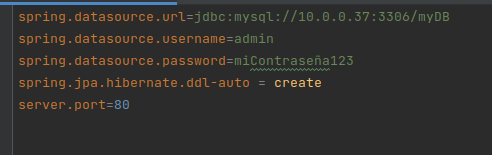 spring.datasource.url=jdbc:mysql://10.0.0.37:3306/myDB
spring.datasource.username=admin
spring.datasource.password=miContraseña123
spring.jpa.hibernate.ddl-auto = create
server.port=80